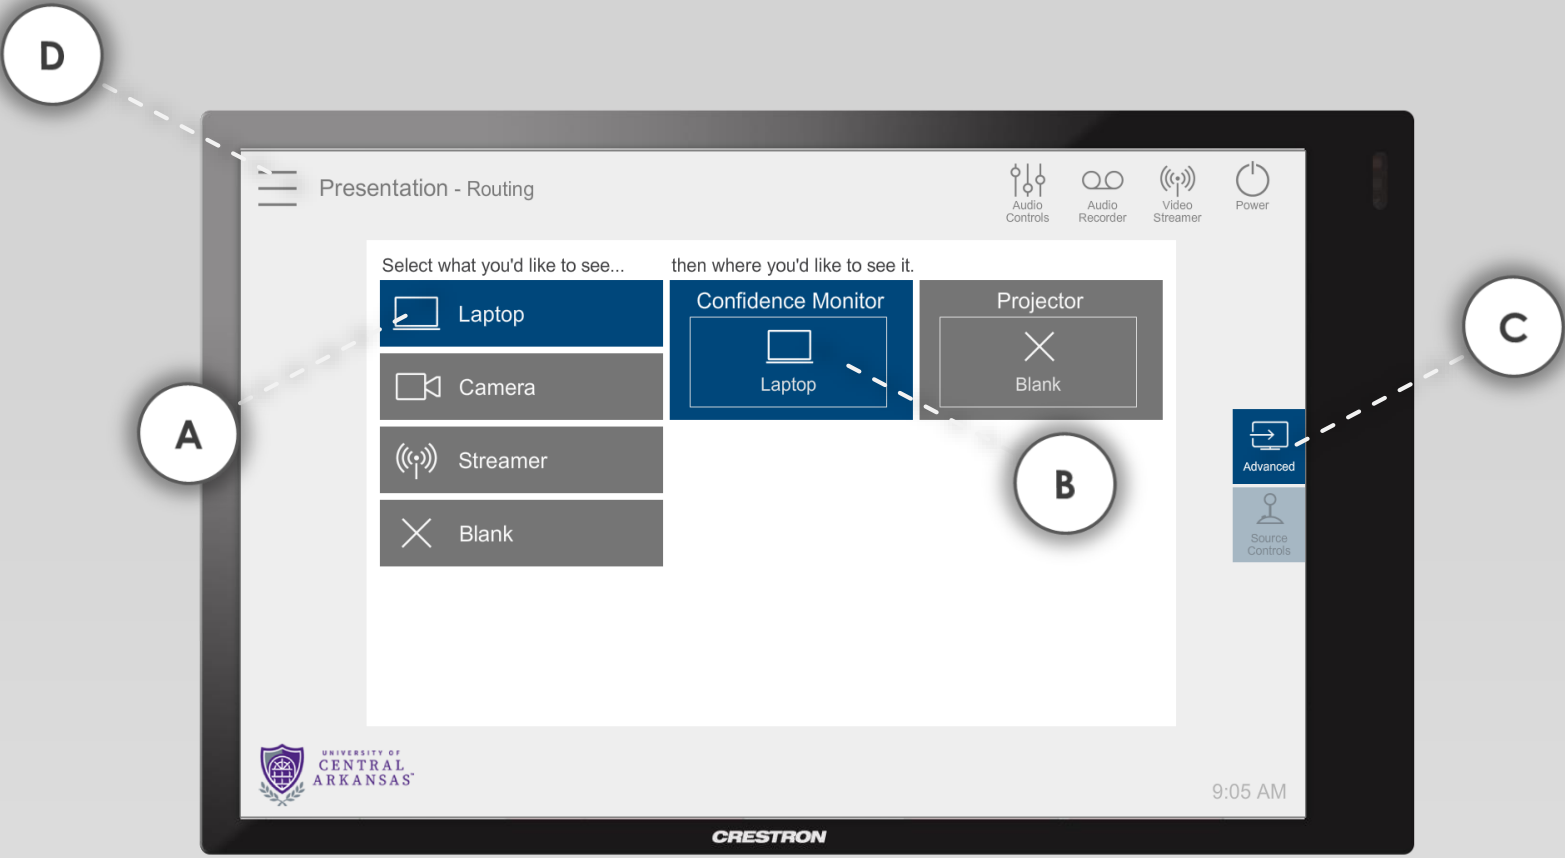 D
Presentation - Routing
Audio
Controls
Audio
Recorder
Video
Streamer
Power
Select what you'd like to see...
then where you'd like to see it.
Laptop
Camera
Streamer
Blank
Confidence Monitor
Laptop
Projector
Blank
A
B
C
Advanced
Source
Controls
UNIVERSITY OF
CENTRAL
ARKANSAS™
9:05 AM
CRESTRON